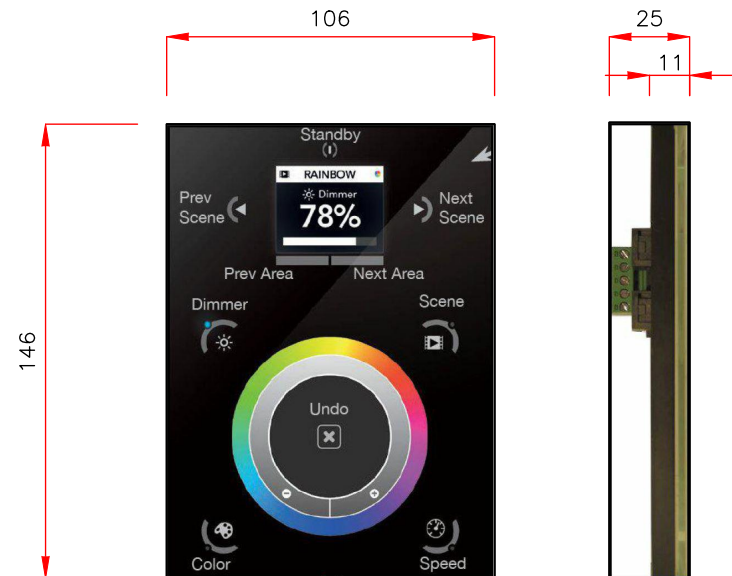 106
25
11
Standby
RAINBOW
Prev
Scene
Dimmer
78%
Next
Scene
Prev Area
Next Area
Dimmer
Scene
146
Undo
Color
Speed